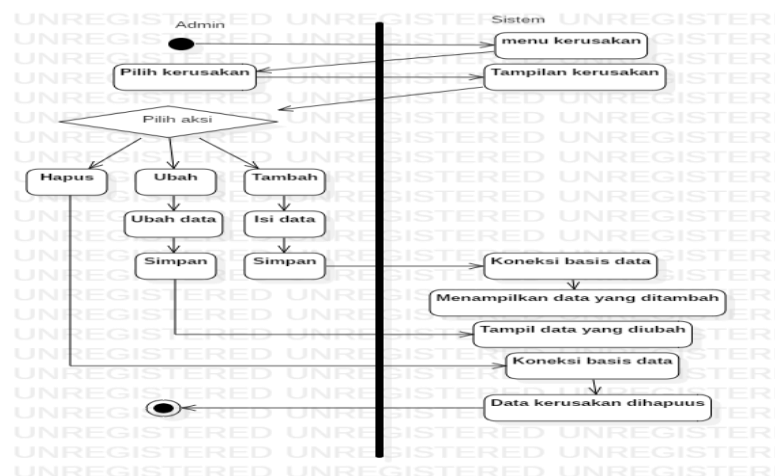 Admin
Sistem
menu kerusakan
Pilih kerusakan
Tampilan kerusakan
Pilih aksi
Hapus
Ubah
Tambah
Ubah data
Isi data
Simpan
Simpan
Koneksi basis data
Menampilkan data yang ditambah
Tampil data yang diubah
Koneksi basis data
Data kerusakan dihapuus
UNREGISTERED